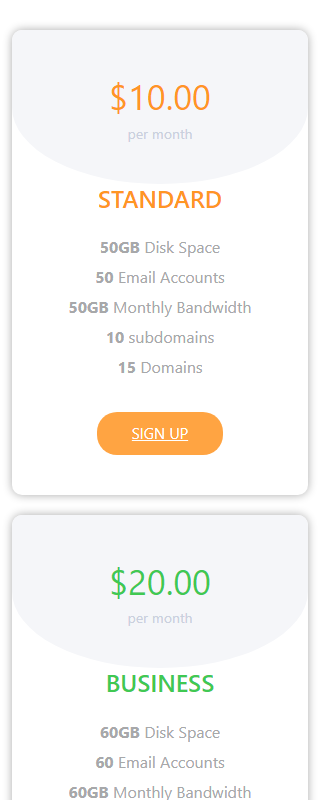 $10.00
per month
STANDARD
50GB Disk Space
50 Email Accounts
50GB Monthly Bandwidth
10 subdomains
15 Domains
SIGN UP
$20.00
per month
BUSINESS
60GB Disk Space
60 Email Accounts
60GB Monthly Bandwidth